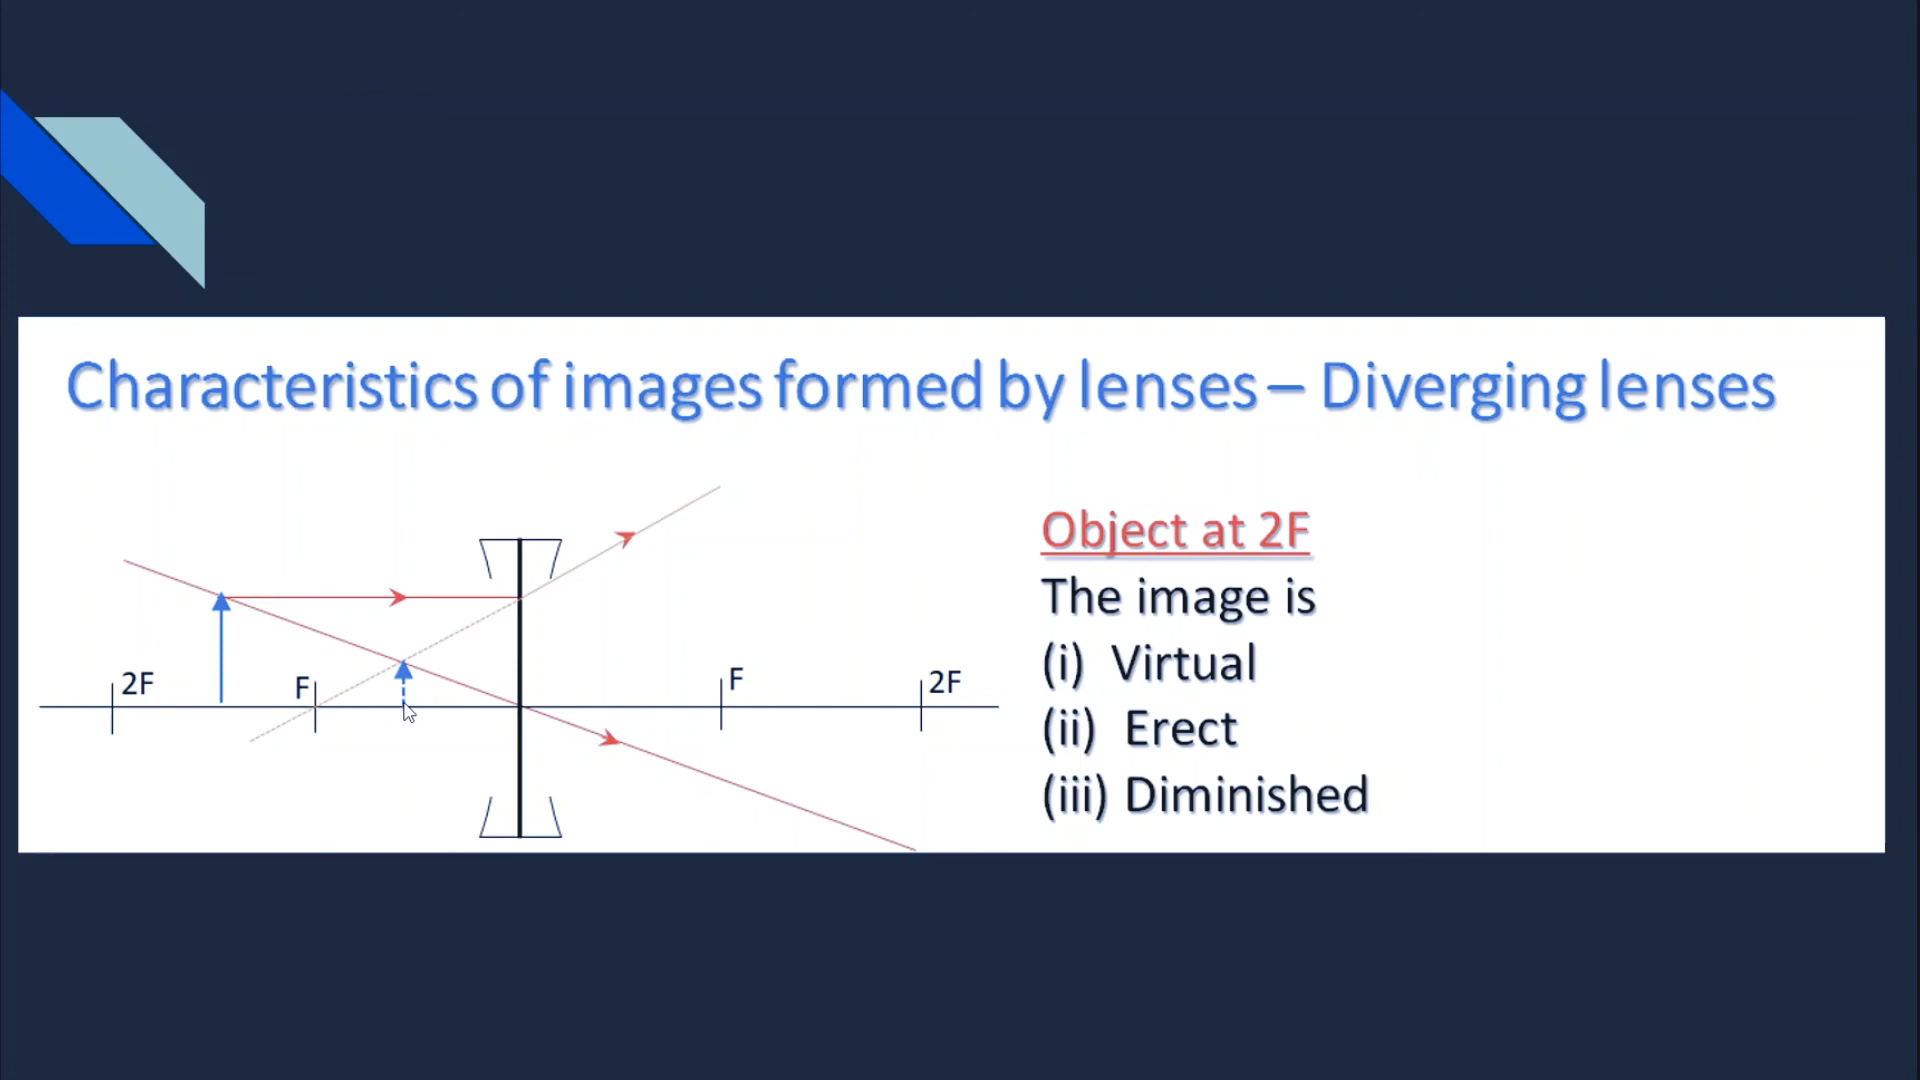 Characteristics of images formed by lenses – Diverging lenses
Object at 2F
The image is
(i) Virtual
(ii) Erect
(iii) Diminished
2F
F
F
2F